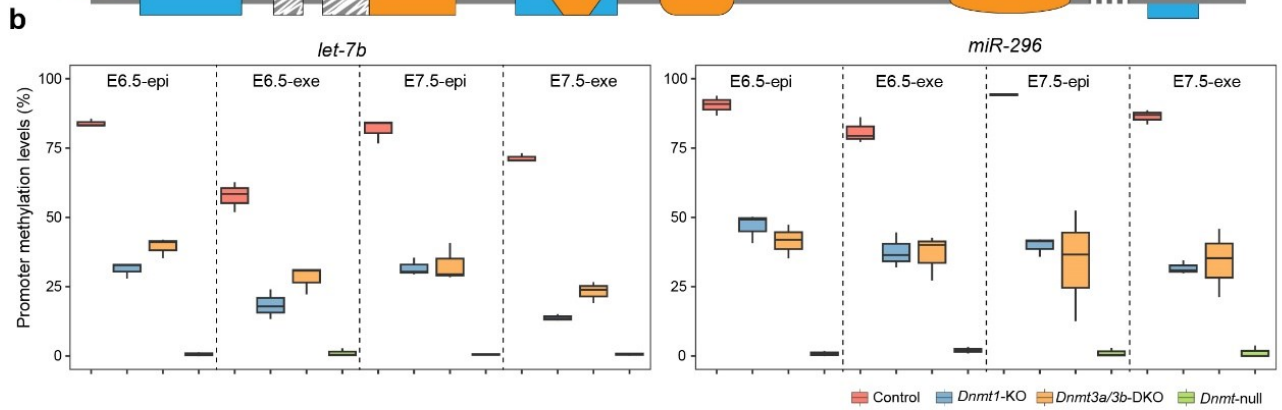 b
let-7b
miR-296
Promoter methylation levels (%)
100
75
50
25
0
E6.5-epi
E6.5-exe
E7.5-epi
E7.5-exe
100
75
50
25
0
E6.5-epi
E6.5-exe
E7.5-epi
E7.5-exe
Control
Dnmt1-KO
Dnmt3a/3b-DKO
Dnmt-null